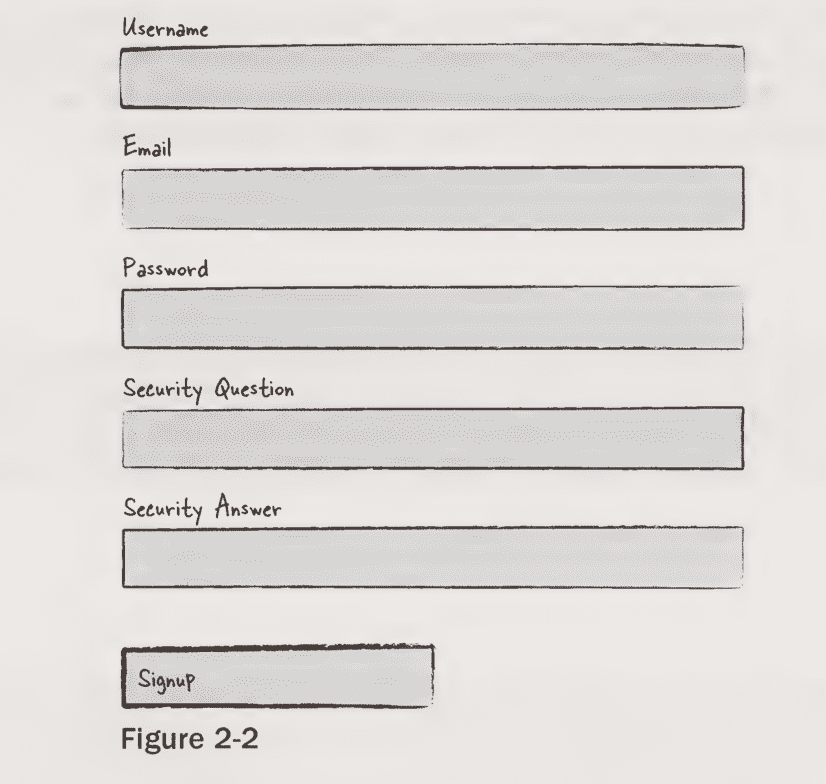 Username
Email
Password
Security Question
Security Answer
Signup
Figure 2-2